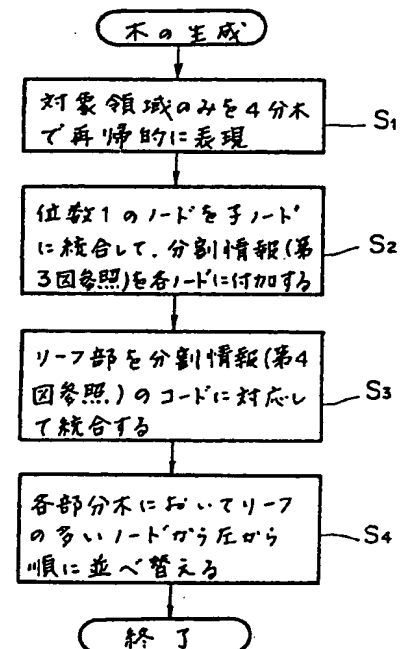 木の生成
対象領域のみを4分木
で再帰的に表現
S1
位数1のノードを子ノード
に統合して、分割情報(第
3図参照)を各ノードに付加する
S2
リーフ部を分割情報(第4
図参照)のコードに対応し
て統合する
S3
各部分木においてリーフ
の多いノードから左から
順に並べ替える
S4
終了